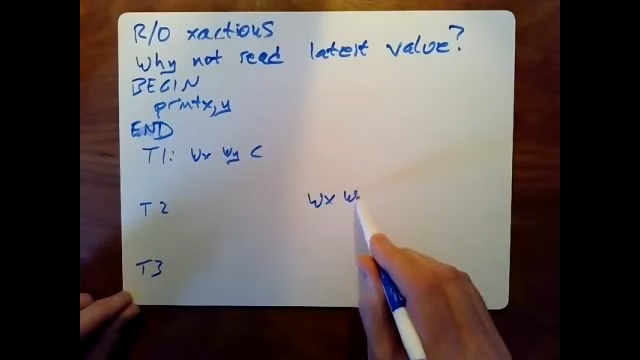 R/O xactions
Why not read latest value?
BEGIN
print x, y
END
T1: Wx Wy C
T2 Wx W
T3